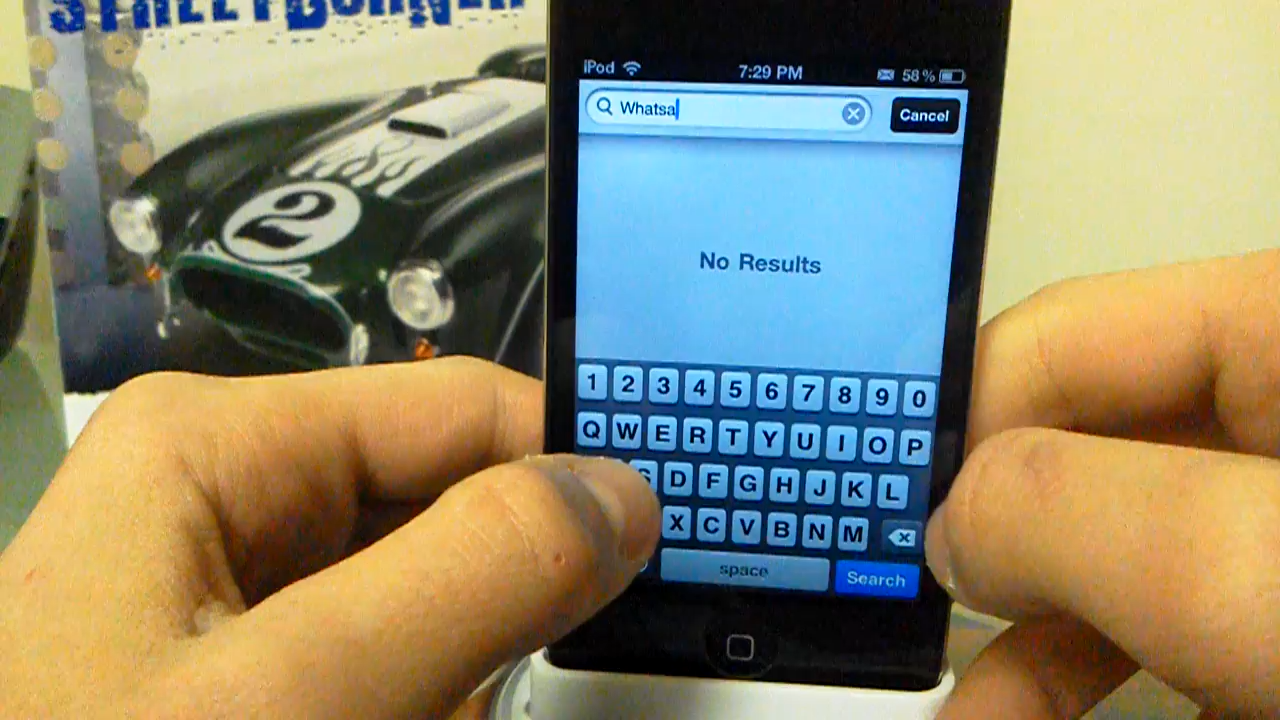 STREETBURNER
2
iPod 7:29 PM 58%
Whatsa Cancel
No Results
1 2 3 4 5 6 7 8 9 0
Q W E R T Y U I O P
S D F G H J K L
X C V B N M
space Search